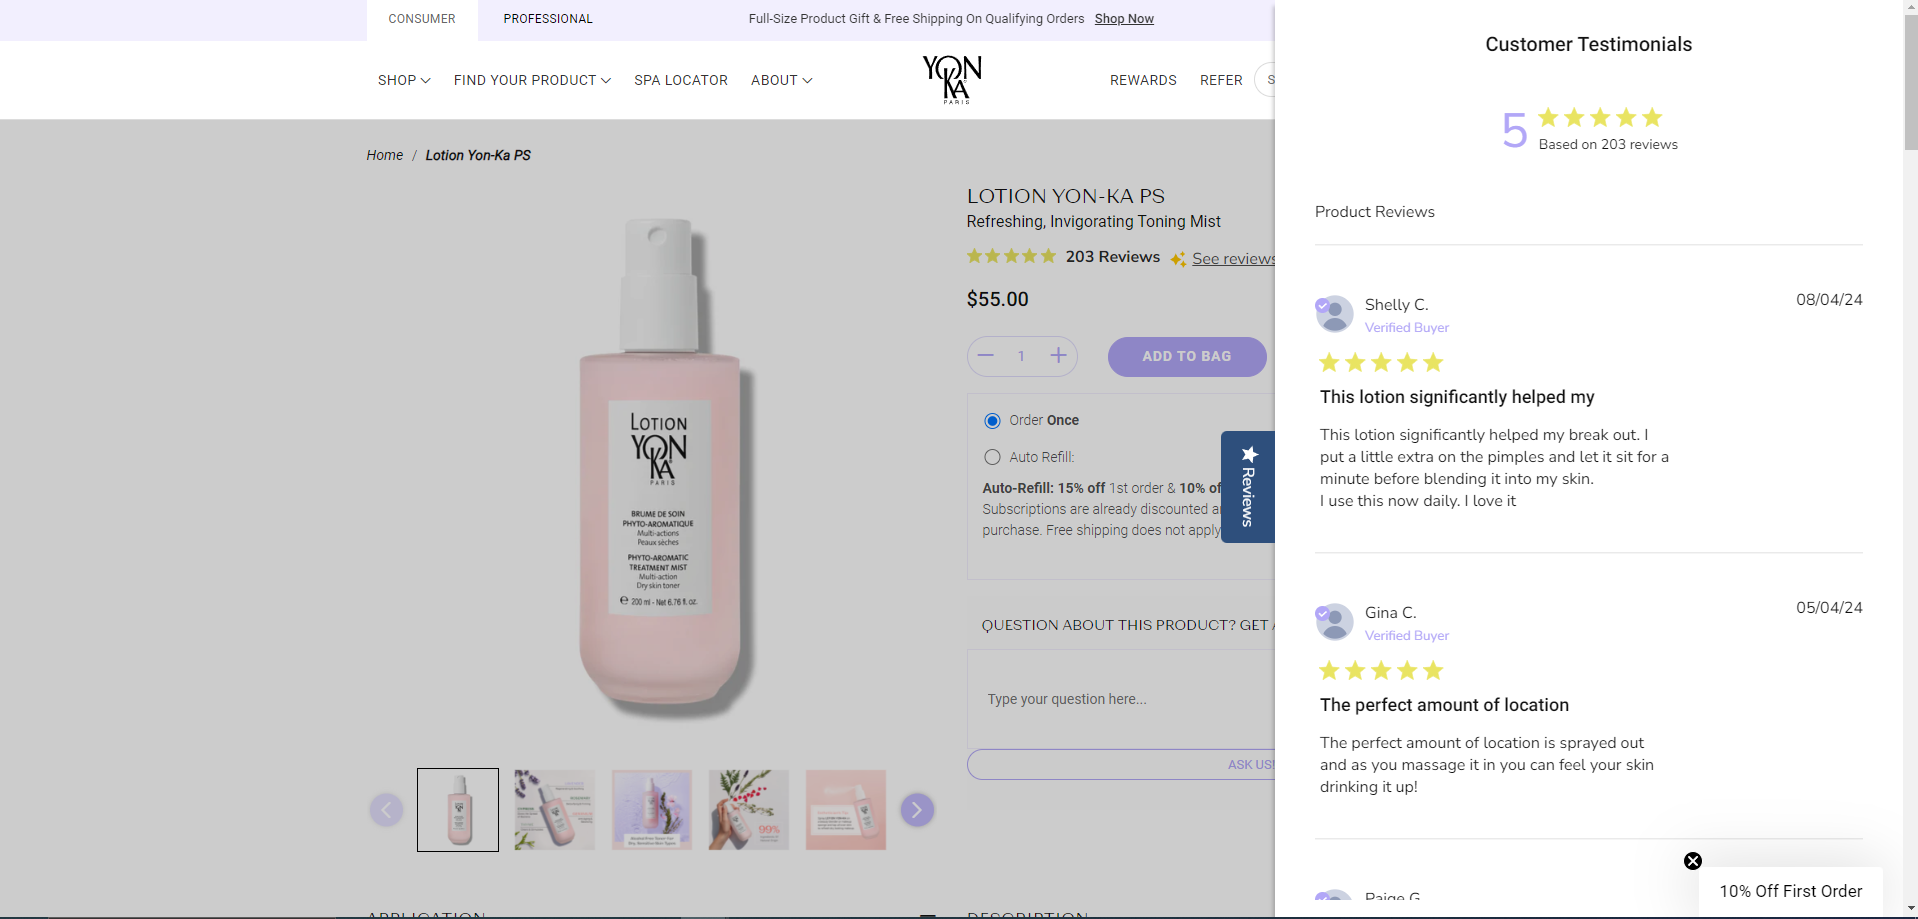 CONSUMER
PROFESSIONAL
Full-Size Product Gift & Free Shipping On Qualifying Orders Shop Now
SHOP
FIND YOUR PRODUCT
SPA LOCATOR
ABOUT
YON
KA
PARIS
REWARDS
REFER
Home / Lotion Yon-Ka PS
LOTION YON-KA PS
Refreshing, Invigorating Toning Mist
203 Reviews
See reviews
$55.00
1
ADD TO BAG
Order Once
Auto Refill:
Auto-Refill: 15% off 1st order & 10% of
Subscriptions are already discounted a
purchase. Free shipping does not apply
Reviews
QUESTION ABOUT THIS PRODUCT? GET
Type your question here...
ASK US!
LOTION
YON
KA
PARIS
BRUME DE SOIN
PHYTO-AROMATIQUE
Multi-actions
Peaux sèches
PHYTO-AROMATIC
TREATMENT MIST
Multi-action
Dry skin toner
e 200 ml - Net 6.76 fl. oz.
99%
APPLICATION
DESCRIPTION
Customer Testimonials
5
Based on 203 reviews
Product Reviews
Shelly C.
08/04/24
Verified Buyer
This lotion significantly helped my
This lotion significantly helped my break out. I
put a little extra on the pimples and let it sit for a
minute before blending it into my skin.
I use this now daily. I love it
Gina C.
05/04/24
Verified Buyer
The perfect amount of location
The perfect amount of location is sprayed out
and as you massage it in you can feel your skin
drinking it up!
Paige G
10% Off First Order